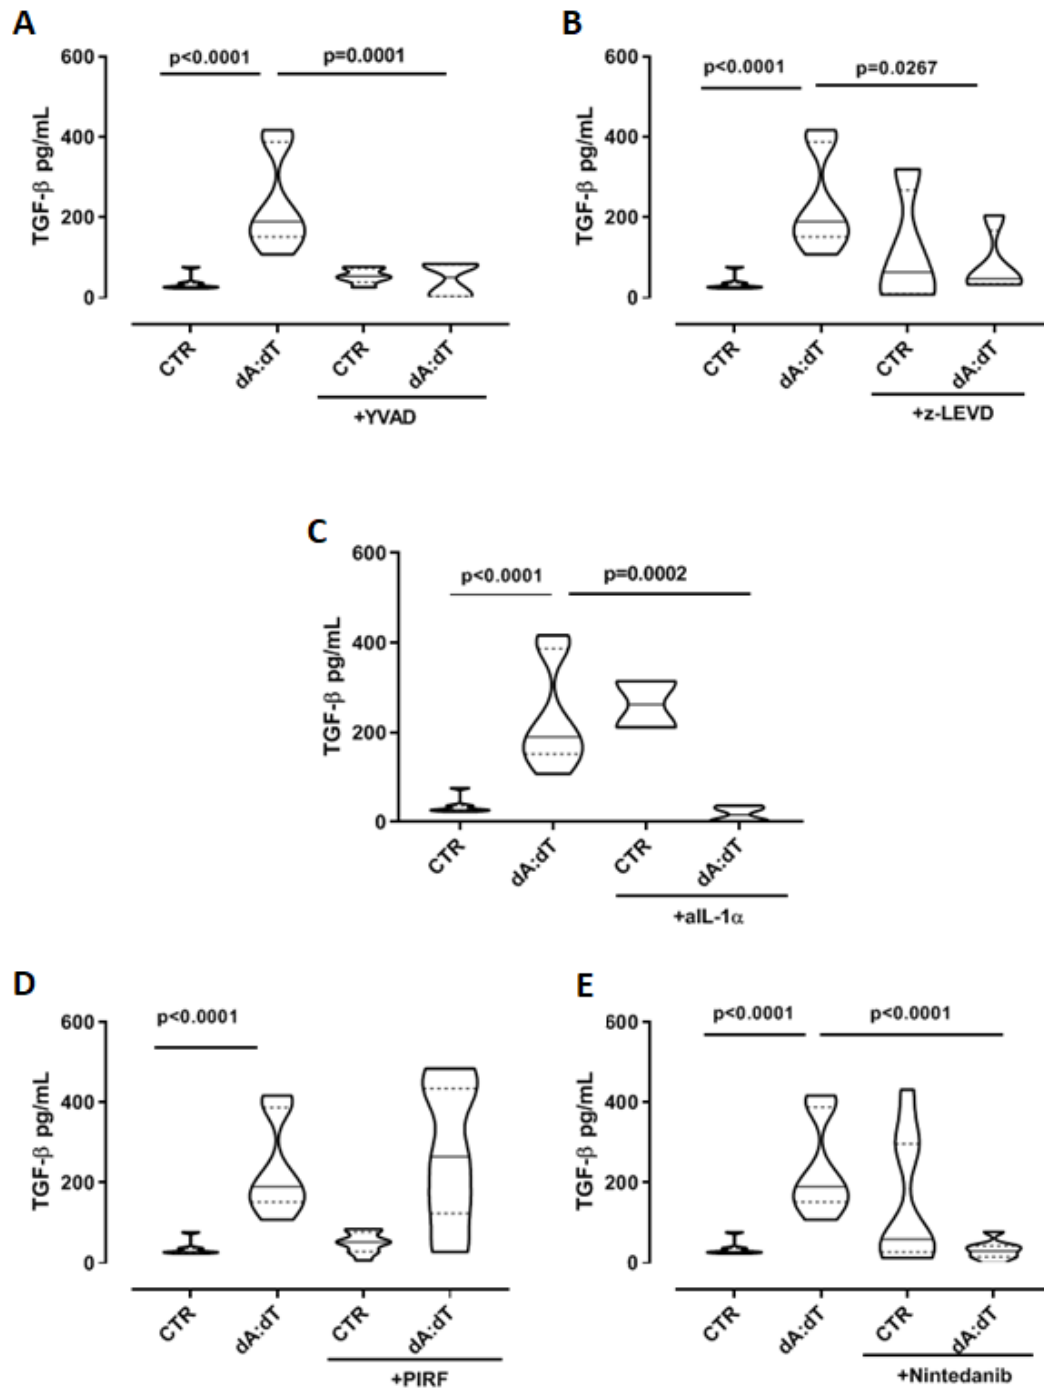 A
p<0.0001
p=0.0001
TGF-β pg/mL
600
400
200
0
CTR
dA:dT
CTR
dA:dT
+YVAD
B
p<0.0001
p=0.0267
TGF-β pg/mL
600
400
200
0
CTR
dA:dT
CTR
dA:dT
+z-LEVD
C
p<0.0001
p=0.0002
TGF-β pg/mL
600
400
200
0
CTR
dA:dT
CTR
dA:dT
+aIL-1α
D
p<0.0001
TGF-β pg/mL
600
400
200
0
CTR
dA:dT
CTR
dA:dT
+PIRF
E
p<0.0001
p<0.0001
TGF-β pg/mL
600
400
200
0
CTR
dA:dT
CTR
dA:dT
+Nintedanib